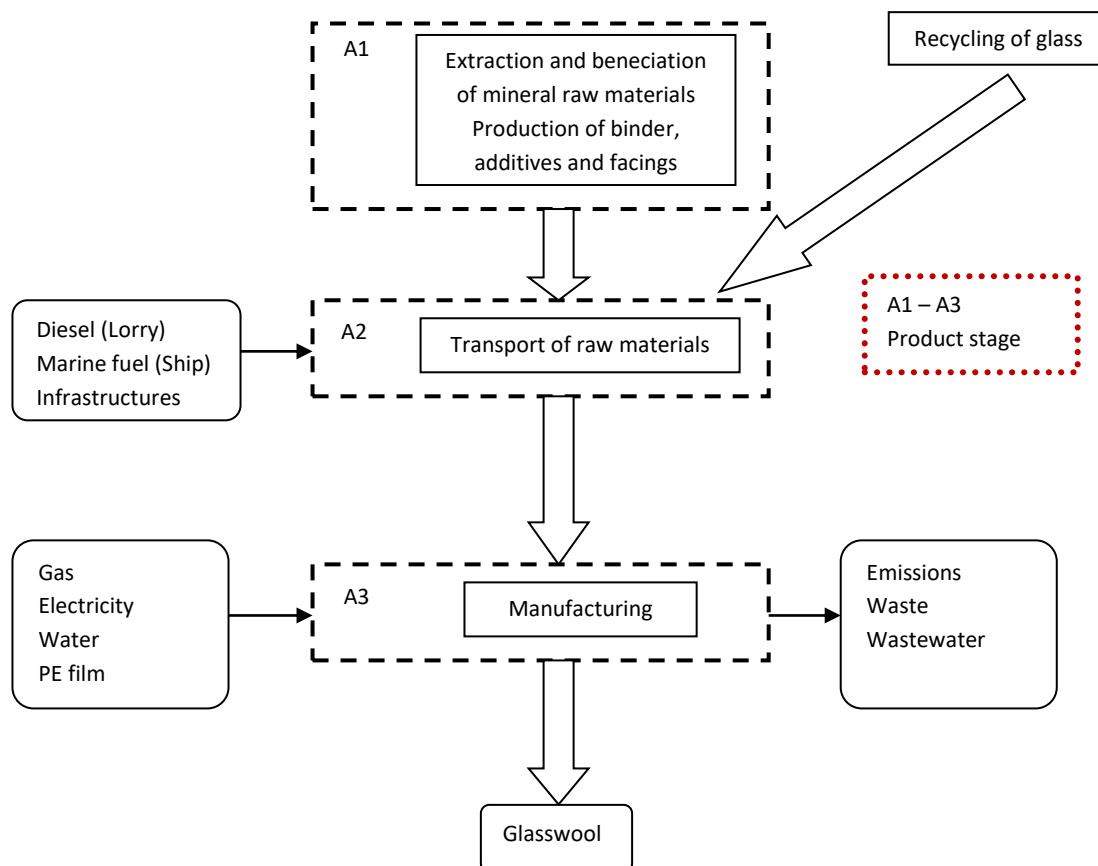 A1
Extraction and beneciation
of mineral raw materials
Production of binder,
additives and facings
Recycling of glass
Diesel (Lorry)
Marine fuel (Ship)
Infrastructures
A2
Transport of raw materials
A1 – A3
Product stage
Gas
Electricity
Water
PE film
A3
Manufacturing
Emissions
Waste
Wastewater
Glasswool